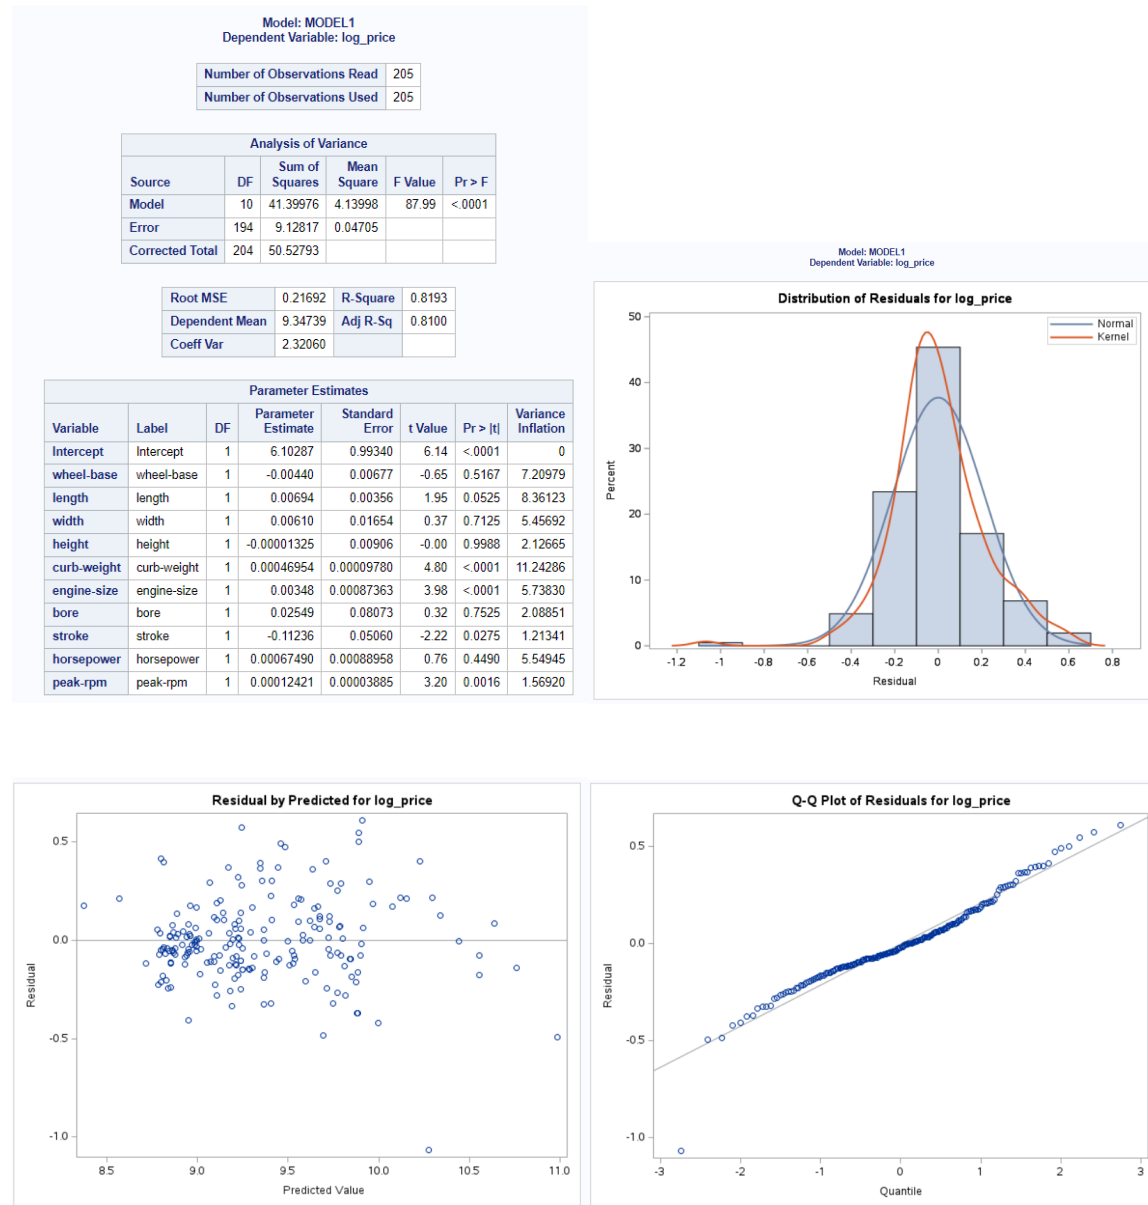 Model: MODEL1
Dependent Variable: log_price
Number of Observations Read 205
Number of Observations Used 205
Analysis of Variance
Source DF Sum of Squares Mean Square F Value Pr > F
Model 10 41.39976 4.13998 87.99 <.0001
Error 194 9.12817 0.04705
Corrected Total 204 50.52793
Root MSE 0.21692 R-Square 0.8193
Dependent Mean 9.34739 Adj R-Sq 0.8100
Coeff Var 2.32060
Parameter Estimates
Variable Label DF Parameter Estimate Standard Error t Value Pr > |t| Variance Inflation
Intercept Intercept 1 6.10287 0.99340 6.14 <.0001 0
wheel-base wheel-base 1 -0.00440 0.00677 -0.65 0.5167 7.20979
length length 1 0.00694 0.00356 1.95 0.0525 8.36123
width width 1 0.00610 0.01654 0.37 0.7125 5.45692
height height 1 -0.00001325 0.00906 -0.00 0.9988 2.12665
curb-weight curb-weight 1 0.00046954 0.00009780 4.80 <.0001 11.24286
engine-size engine-size 1 0.00348 0.00087363 3.98 <.0001 5.73830
bore bore 1 0.02549 0.08073 0.32 0.7525 2.08851
stroke stroke 1 -0.11236 0.05060 -2.22 0.0275 1.21341
horsepower horsepower 1 0.00067490 0.00088958 0.76 0.4490 5.54945
peak-rpm peak-rpm 1 0.00012421 0.00003885 3.20 0.0016 1.56920
Model: MODEL1
Dependent Variable: log_price
Distribution of Residuals for log_price
Normal
Kernel
50
40
30
20
10
0
Percent
-1.2 -1 -0.8 -0.6 -0.4 -0.2 0 0.2 0.4 0.6 0.8
Residual
Residual by Predicted for log_price
0.5
0.0
-0.5
-1.0
Residual
8.5 9.0 9.5 10.0 10.5 11.0
Predicted Value
Q-Q Plot of Residuals for log_price
0.5
0.0
-0.5
-1.0
Residual
-3 -2 -1 0 1 2 3
Quantile